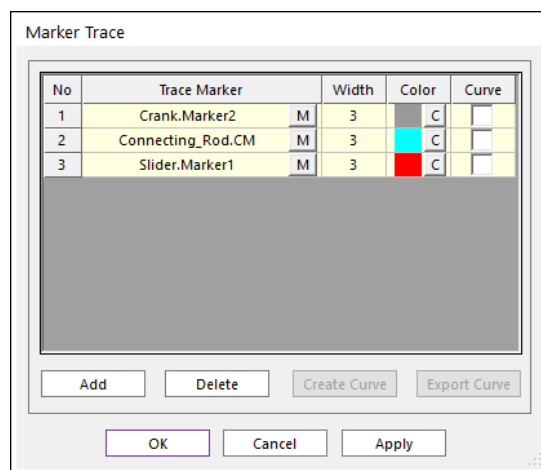 Marker Trace
No Trace Marker Width Color Curve
1 Crank.Marker2 M 3 C
2 Connecting_Rod.CM M 3 C
3 Slider.Marker1 M 3 C
Add Delete Create Curve Export Curve
OK Cancel Apply